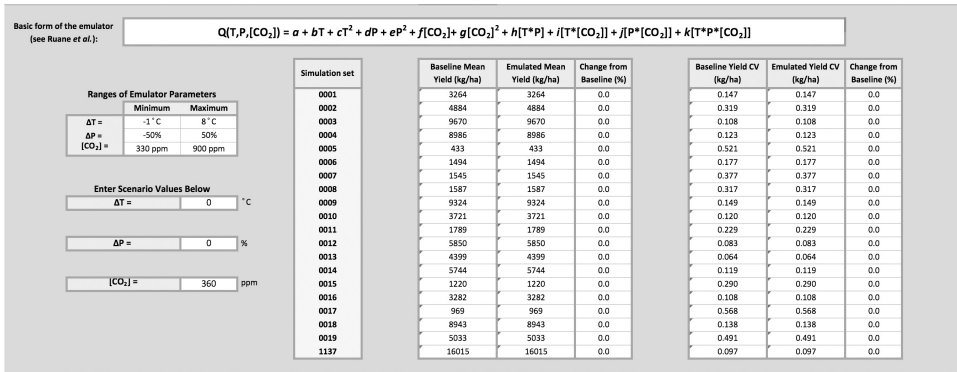 Basic form of the emulator
(see Ruane et al.):
Q(T,P,[CO₂]) = a + bT + cT² + dP + eP² + f[CO₂]+ g[CO₂]² + h[T*P] + i[T*[CO₂]] + j[P*[CO₂]] + k[T*P*[CO₂]]
Ranges of Emulator Parameters
Minimum Maximum
ΔT = -1°C 8°C
ΔP = -50% 50%
[CO₂] = 330 ppm 900 ppm
Enter Scenario Values Below
ΔT = 0 °C
ΔP = 0 %
[CO₂] = 360 ppm
Simulation set Baseline Mean Yield (kg/ha) Emulated Mean Yield (kg/ha) Change from Baseline (%) Baseline Yield CV (kg/ha) Emulated Yield CV (kg/ha) Change from Baseline (%)
0001 3264 3264 0.0 0.147 0.147 0.0
0002 4884 4884 0.0 0.319 0.319 0.0
0003 9670 9670 0.0 0.108 0.108 0.0
0004 8986 8986 0.0 0.123 0.123 0.0
0005 433 433 0.0 0.521 0.521 0.0
0006 1494 1494 0.0 0.177 0.177 0.0
0007 1545 1545 0.0 0.377 0.377 0.0
0008 1587 1587 0.0 0.317 0.317 0.0
0009 9324 9324 0.0 0.149 0.149 0.0
0010 3721 3721 0.0 0.120 0.120 0.0
0011 1789 1789 0.0 0.229 0.229 0.0
0012 5850 5850 0.0 0.083 0.083 0.0
0013 4399 4399 0.0 0.064 0.064 0.0
0014 5744 5744 0.0 0.119 0.119 0.0
0015 1220 1220 0.0 0.290 0.290 0.0
0016 3282 3282 0.0 0.108 0.108 0.0
0017 969 969 0.0 0.568 0.568 0.0
0018 8943 8943 0.0 0.138 0.138 0.0
0019 5033 5033 0.0 0.491 0.491 0.0
1137 16015 16015 0.0 0.097 0.097 0.0